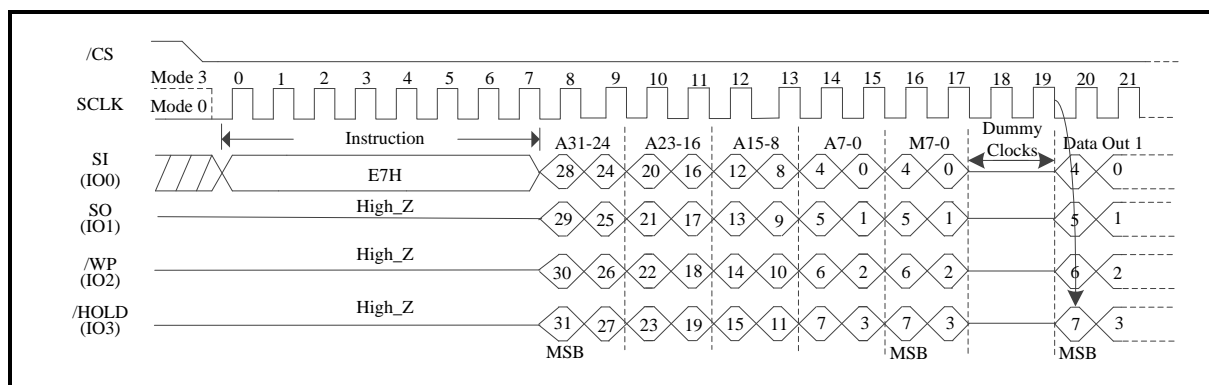 /CS
Mode 3 0 1 2 3 4 5 6 7 8 9 10 11 12 13 14 15 16 17 18 19 20 21
SCLK Mode 0
Instruction A31-24 A23-16 A15-8 A7-0 M7-0 Dummy Clocks Data Out 1
SI (IO0) E7H 28 24 20 16 12 8 4 0 4 0 4 0
SO (IO1) High_Z 29 25 21 17 13 9 5 1 5 1 5 1
/WP (IO2) High_Z 30 26 22 18 14 10 6 2 6 2 6 2
/HOLD (IO3) High_Z 31 27 23 19 15 11 7 3 7 3 7 3
MSB MSB MSB